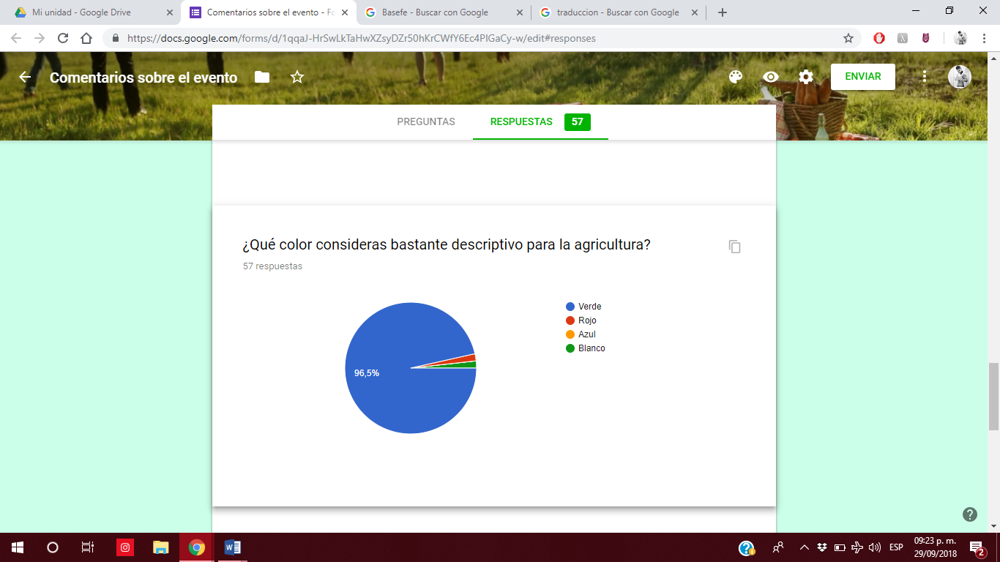 Mi unidad - Google Drive
Comentarios sobre el evento - Fo
Basefe - Buscar con Google
traduccion - Buscar con Google
https://docs.google.com/forms/d/1qqaJ-HrSwLkTaHwXZsyDZr50hKrCWfY6Ec4PIGaCy-w/edit#responses
Comentarios sobre el evento
ENVIAR
PREGUNTAS
RESPUESTAS
57
¿Qué color consideras bastante descriptivo para la agricultura?
57 respuestas
Verde
Rojo
Azul
Blanco
96,5%
ESP
09:23 p. m.
29/09/2018
2